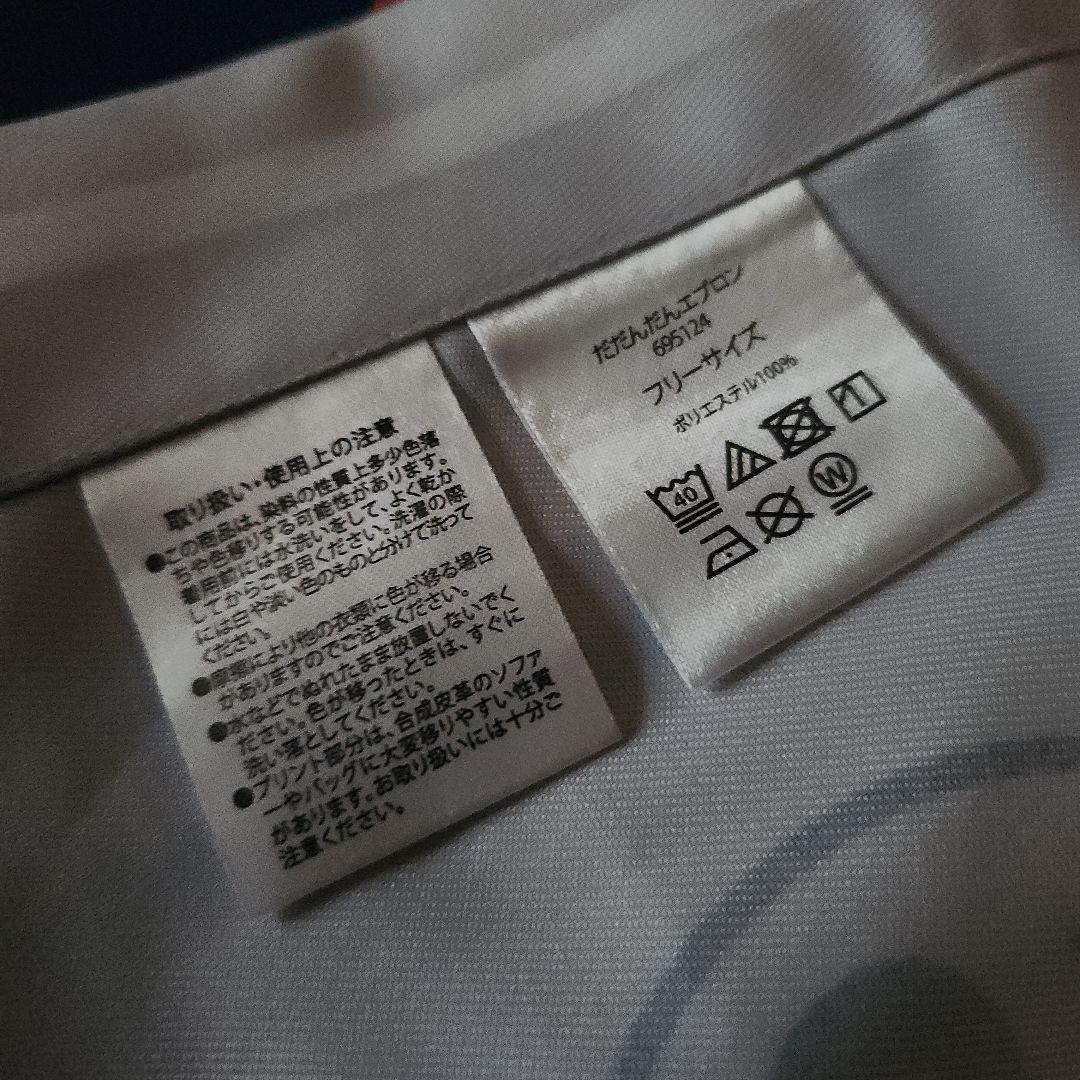 取り扱い・使用上の注意
●この商品は、染料の性質上多少色落
ちや色移りする可能性があります。
着用前には水洗いをして、よく乾か
してからご使用ください。洗濯の際
には白や淡い色のものと分けて洗って
ください。
●摩擦により他の衣類に色が移る場合
がありますのでご注意ください。
●水などでぬれたまま放置しないでく
ださい。色が移ったときは、すぐに
洗い落としてください。
●プリント部分は、合成皮革のソファ
ーやバッグに大変移りやすい性質
があります。お取り扱いには十分ご
注意ください。
だだんだんエプロン
695124
フリーサイズ
ポリエステル100%
40
W